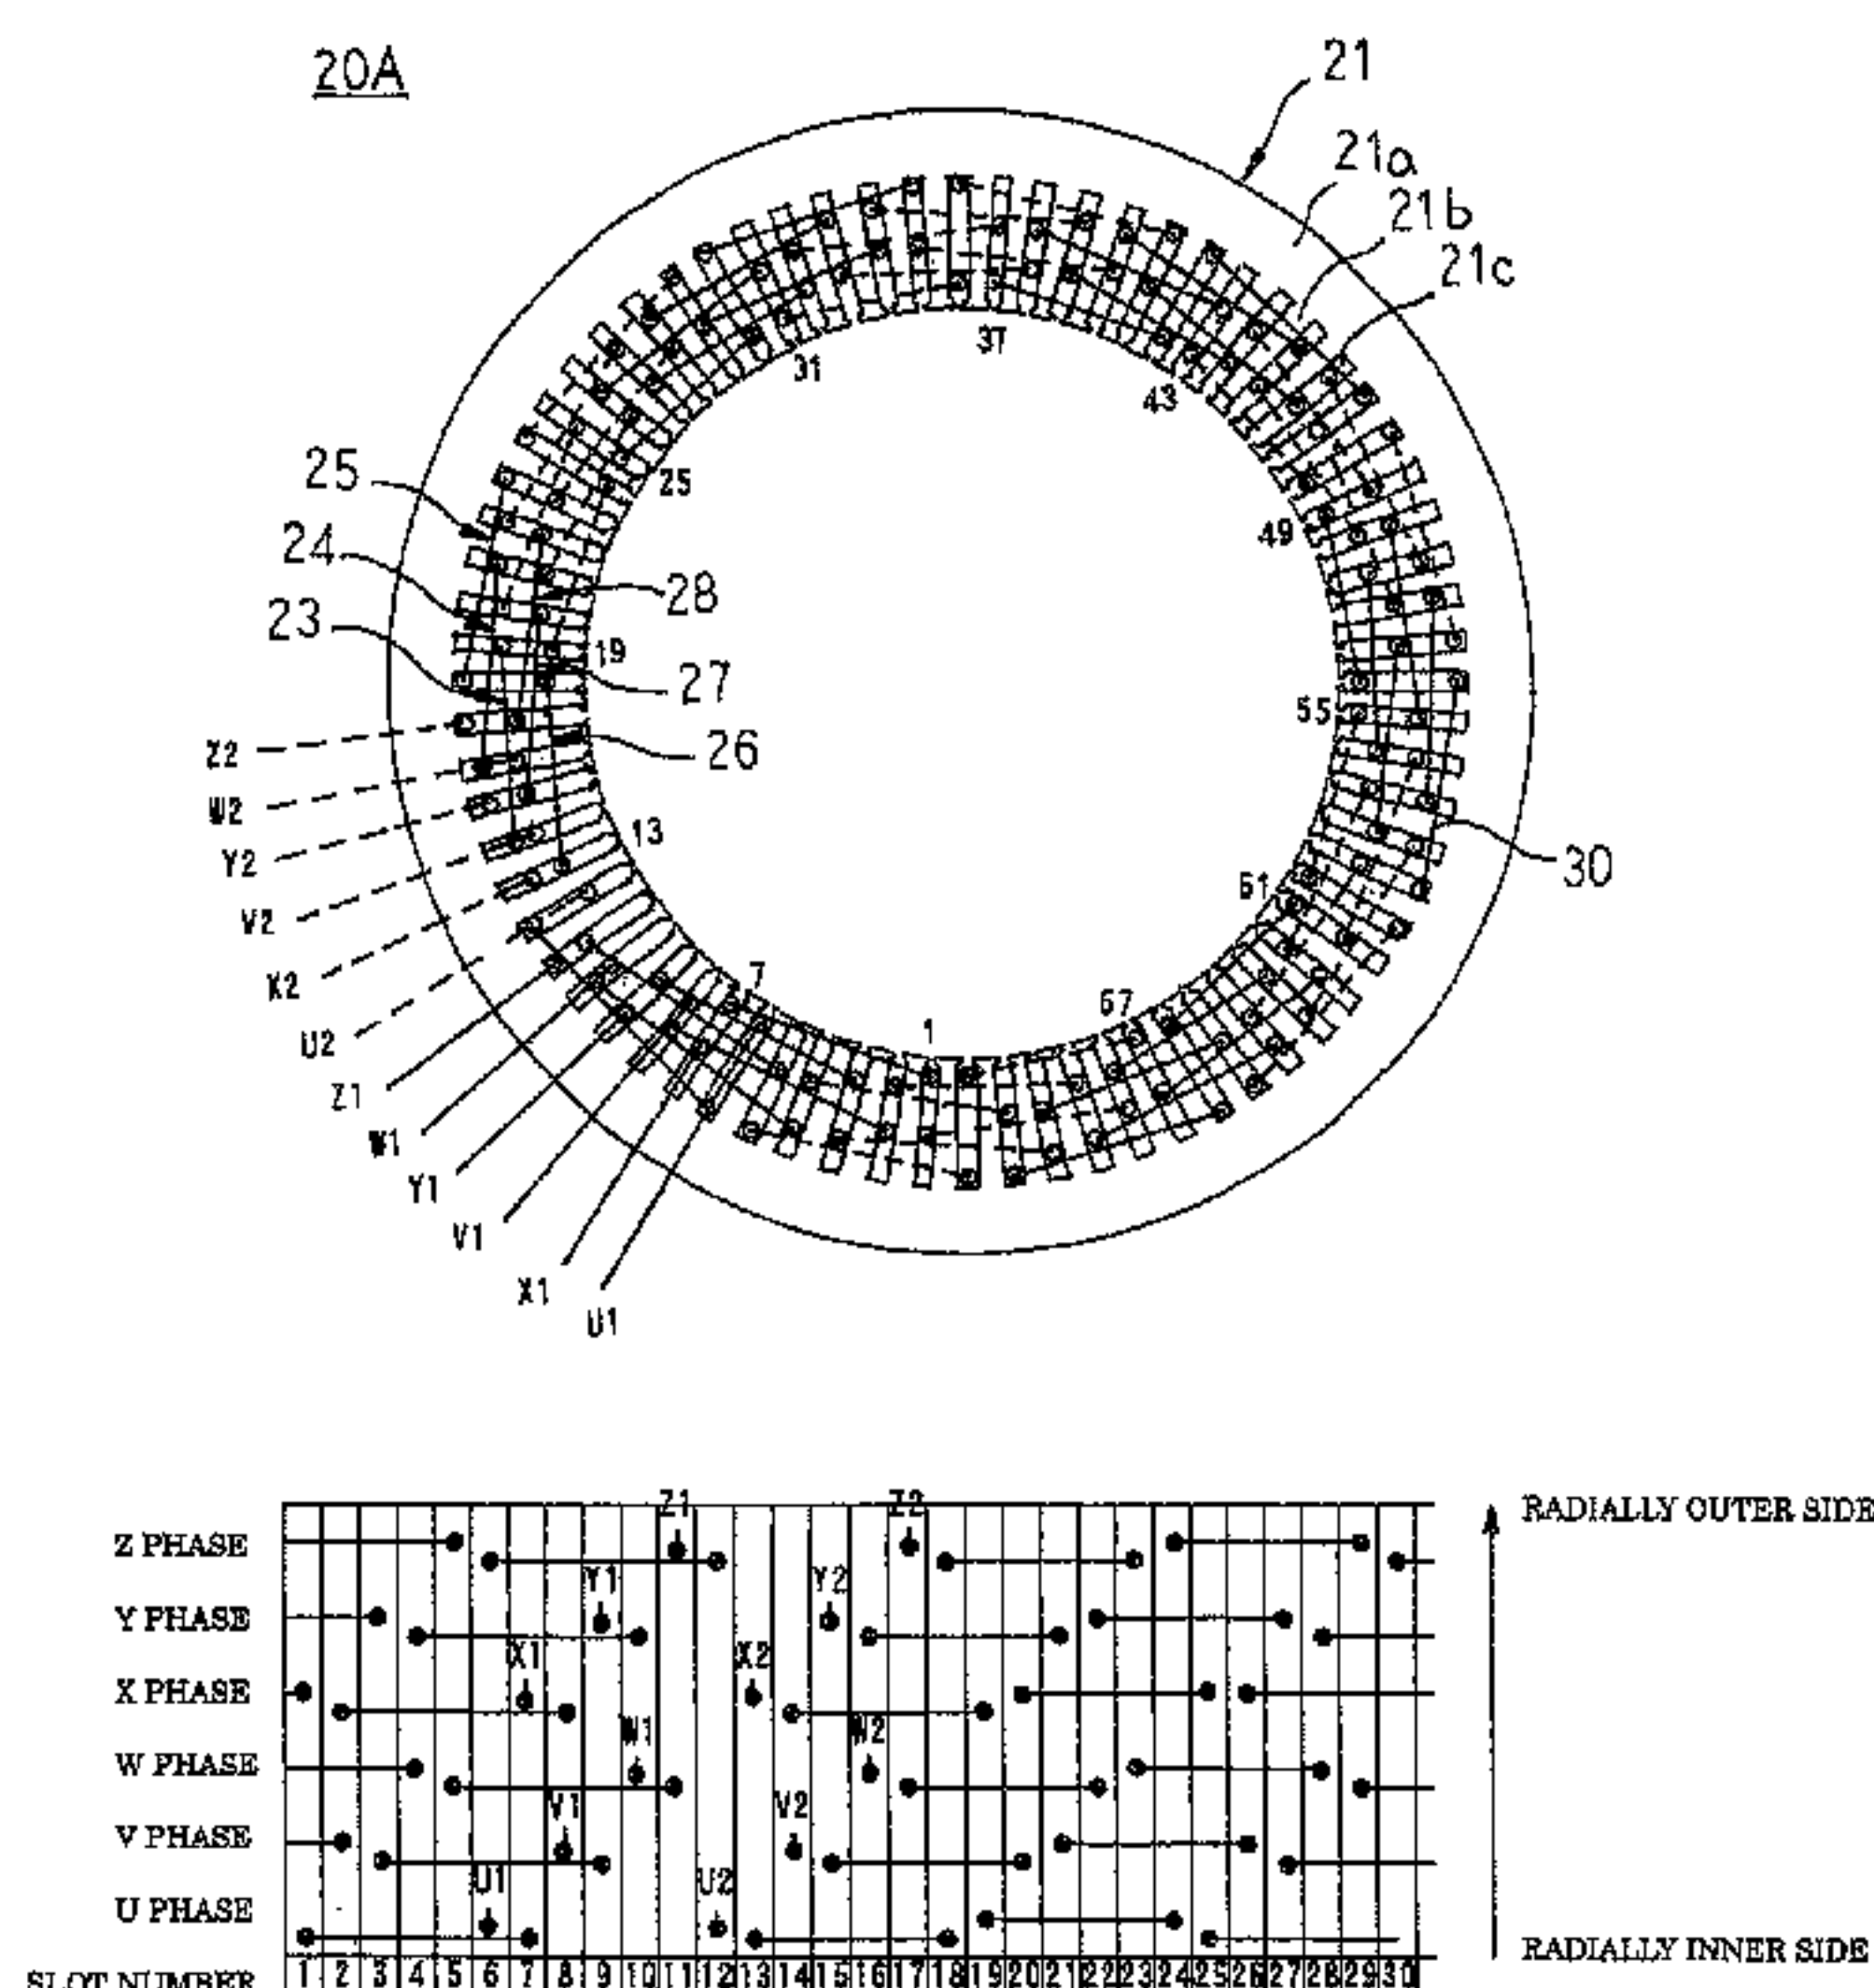 20A
21
21a
21b
21c
37
31
43
25
25
24
28
49
23
19
27
55
26
Z2
W2
Y2
13
30
V2
61
X2
7
67
U2
1
Z1
W1
Y1
V1
X1
U1
Z1 Z2
RADIALLY OUTER SIDE
Z PHASE
Y1 Y2
Y PHASE
X1 X2
X PHASE
W1 W2
W PHASE
V1 V2
V PHASE
U1 U2
U PHASE
RADIALLY INNER SIDE
SLOT NUMBER 1 2 3 4 5 6 7 8 9 10 11 12 13 14 15 16 17 18 19 20 21 22 23 24 25 26 27 28 29 30